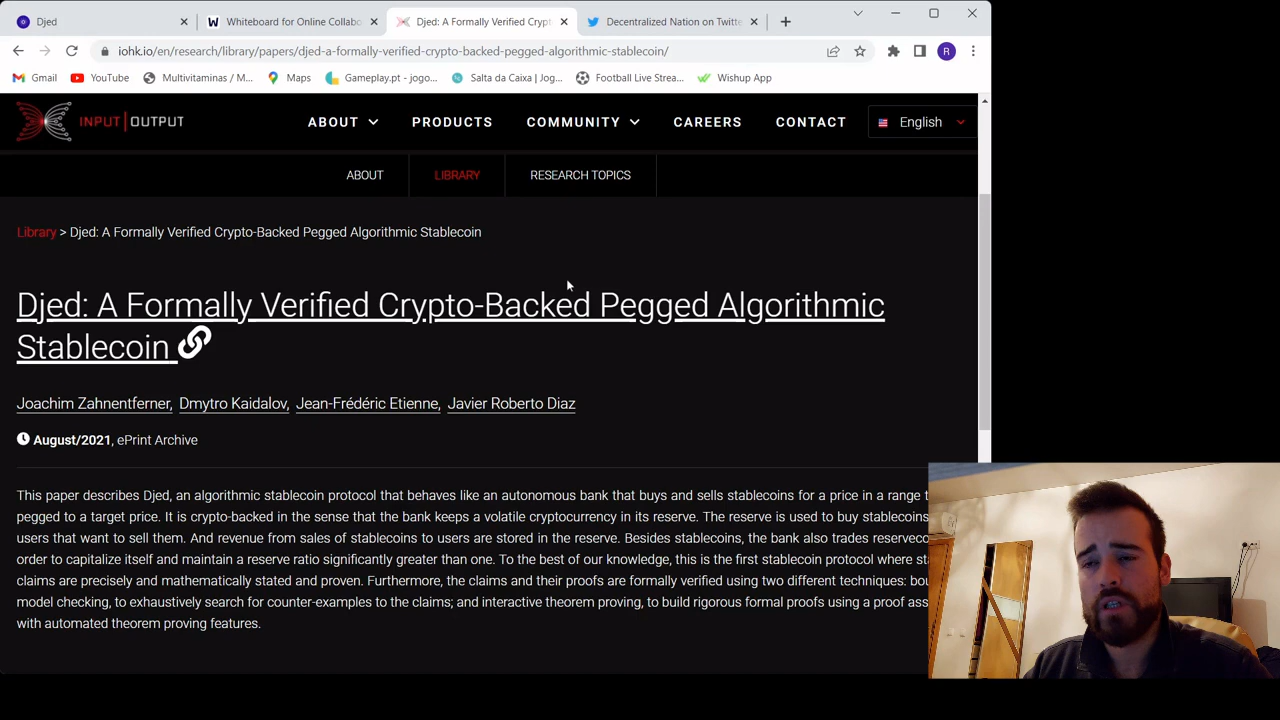 Djed
Whiteboard for Online Collabo
Djed: A Formally Verified Crypt
Decentralized Nation on Twitte
iohk.io/en/research/library/papers/djed-a-formally-verified-crypto-backed-pegged-algorithmic-stablecoin/
R
Gmail YouTube Multivitaminas / M... Maps Gameplay.pt - jogo... Salta da Caixa | Jog... Football Live Strea... Wishup App
INPUT | OUTPUT ABOUT PRODUCTS COMMUNITY CAREERS CONTACT English
ABOUT LIBRARY RESEARCH TOPICS
Library > Djed: A Formally Verified Crypto-Backed Pegged Algorithmic Stablecoin
Djed: A Formally Verified Crypto-Backed Pegged Algorithmic
Stablecoin
Joachim Zahnentferner, Dmytro Kaidalov, Jean-Frédéric Etienne, Javier Roberto Diaz
August/2021, ePrint Archive
This paper describes Djed, an algorithmic stablecoin protocol that behaves like an autonomous bank that buys and sells stablecoins for a price in a range t
pegged to a target price. It is crypto-backed in the sense that the bank keeps a volatile cryptocurrency in its reserve. The reserve is used to buy stablecoins
users that want to sell them. And revenue from sales of stablecoins to users are stored in the reserve. Besides stablecoins, the bank also trades reserveco
order to capitalize itself and maintain a reserve ratio significantly greater than one. To the best of our knowledge, this is the first stablecoin protocol where st
claims are precisely and mathematically stated and proven. Furthermore, the claims and their proofs are formally verified using two different techniques: bou
model checking, to exhaustively search for counter-examples to the claims; and interactive theorem proving, to build rigorous formal proofs using a proof ass
with automated theorem proving features.